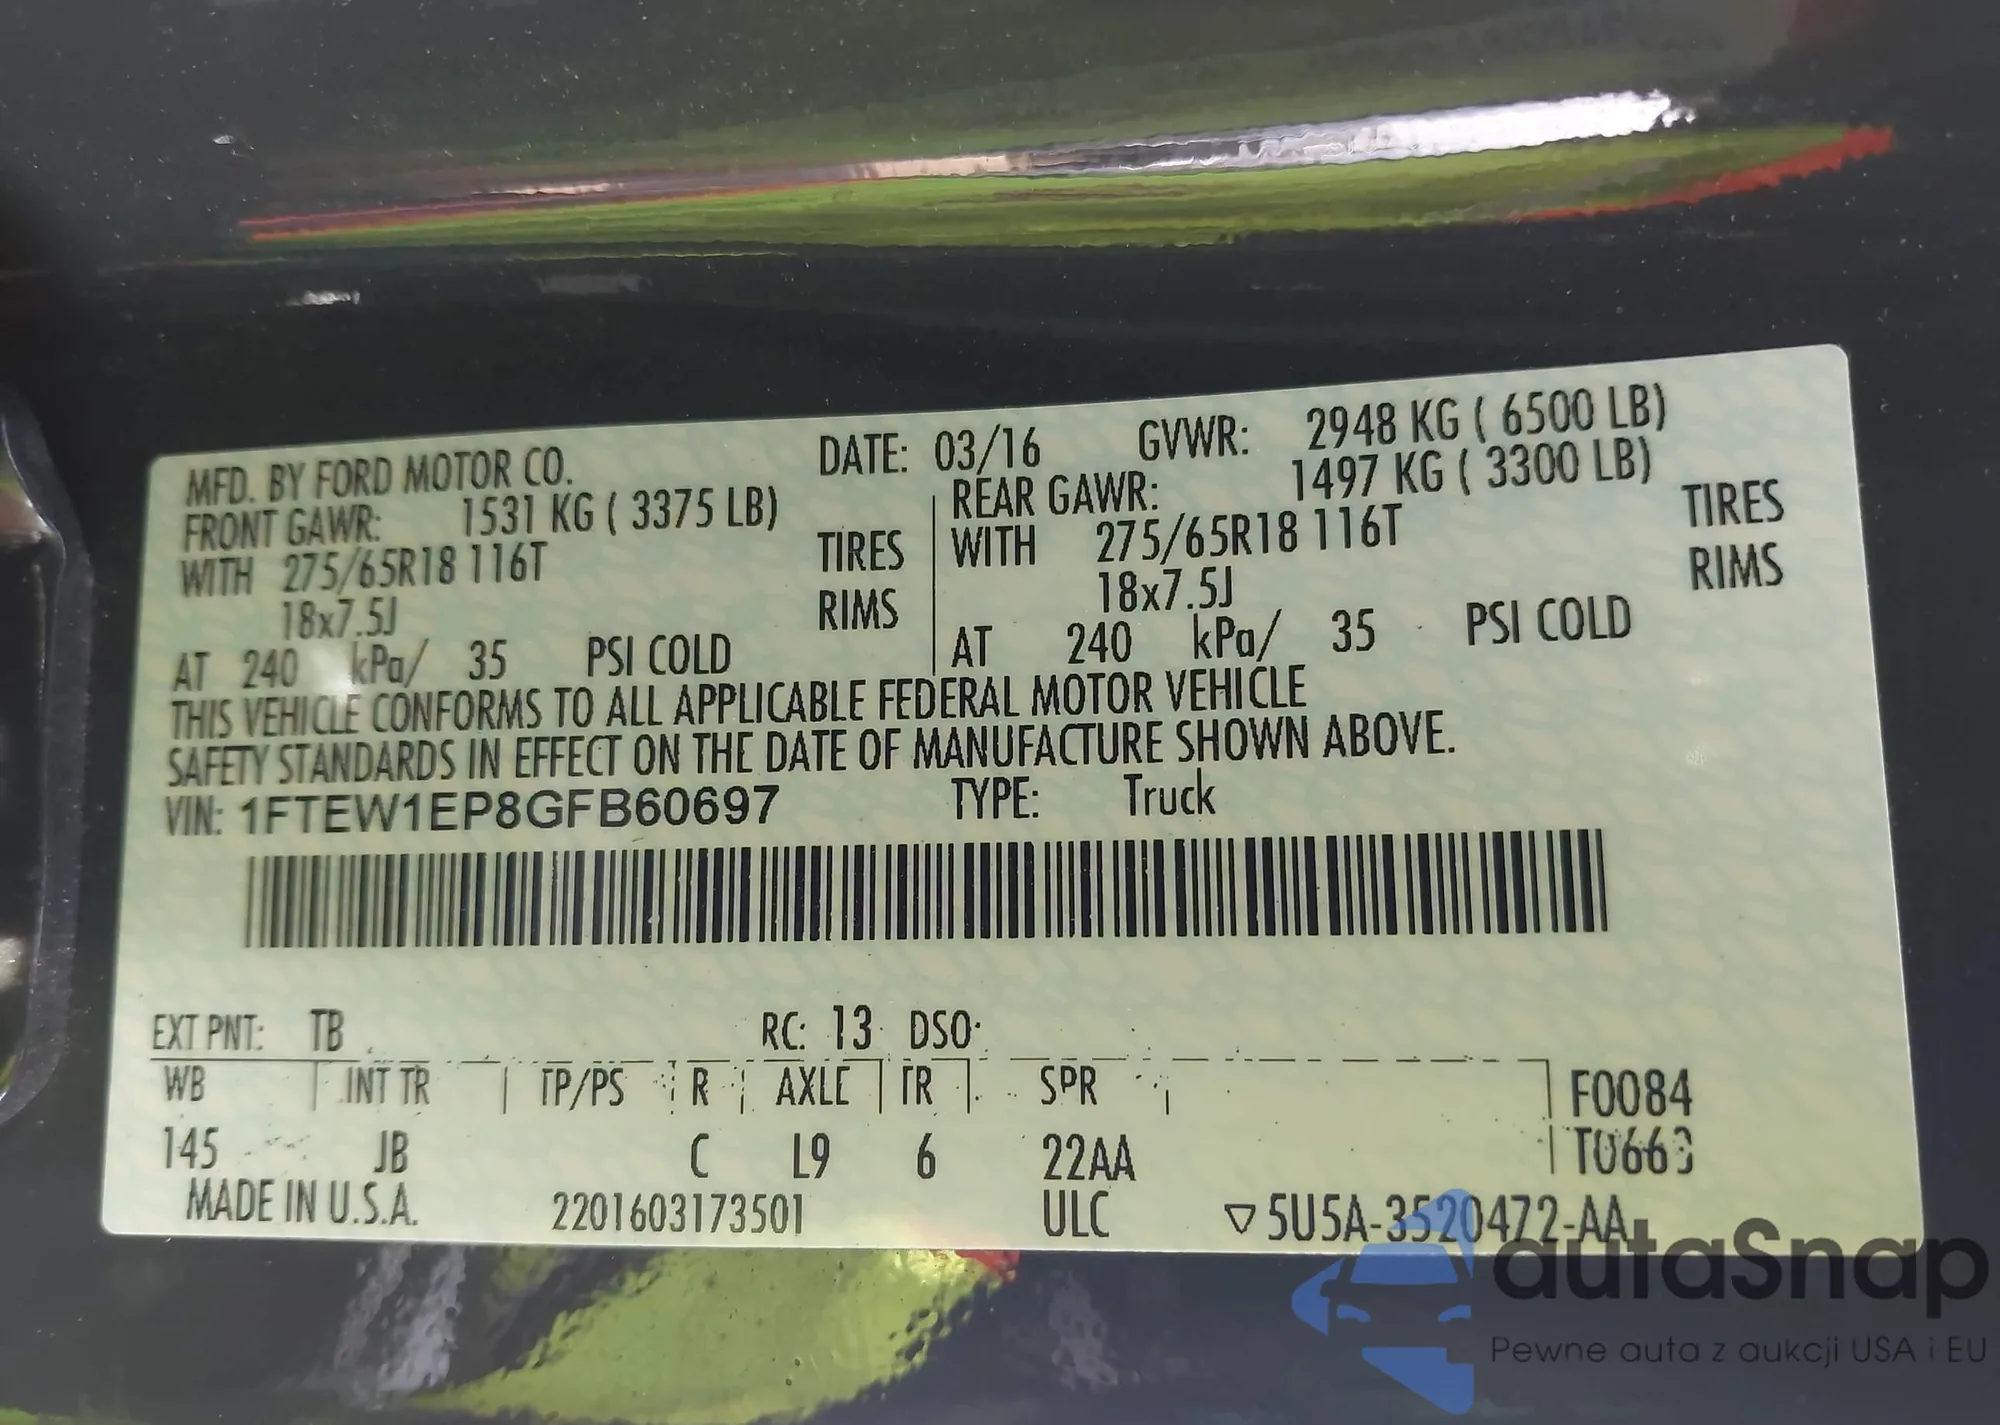 MFD. BY FORD MOTOR CO. DATE: 03/16 GVWR: 2948 KG ( 6500 LB)
FRONT GAWR: 1531 KG ( 3375 LB) REAR GAWR: 1497 KG ( 3300 LB)
WITH 275/65R18 116T TIRES WITH 275/65R18 116T TIRES
18x7.5J RIMS 18x7.5J RIMS
AT 240 kPa/ 35 PSI COLD AT 240 kPa/ 35 PSI COLD
THIS VEHICLE CONFORMS TO ALL APPLICABLE FEDERAL MOTOR VEHICLE
SAFETY STANDARDS IN EFFECT ON THE DATE OF MANUFACTURE SHOWN ABOVE.
VIN: 1FTEW1EP8GFB60697 TYPE: Truck
EXT PNT: TB RC: 13 DSO:
WB INT TR TP/PS R AXLE TR SPR F0084
145 JB C L9 6 22AA T0663
MADE IN U.S.A. 2201603173501 ULC ▽5U5A-3520472-AA
autaSnap
Pewne auta z aukcji USA i EU